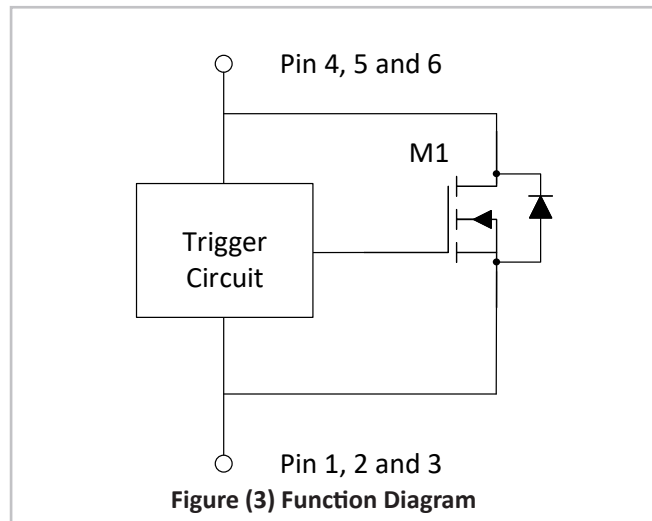 Pin 4, 5 and 6
M1
Trigger
Circuit
Pin 1, 2 and 3
Figure (3) Function Diagram